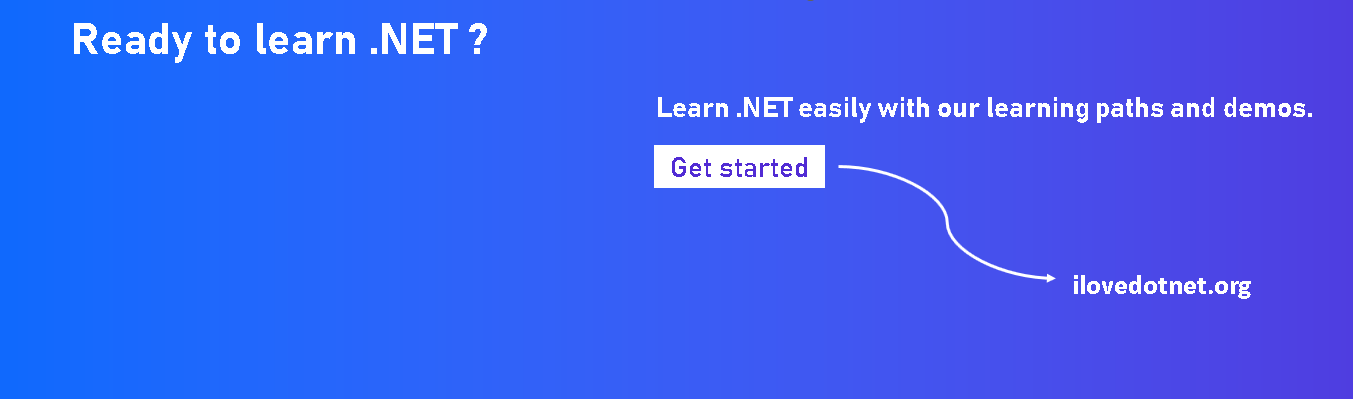 Ready to learn .NET ?
Learn .NET easily with our learning paths and demos.
Get started
ilovedotnet.org